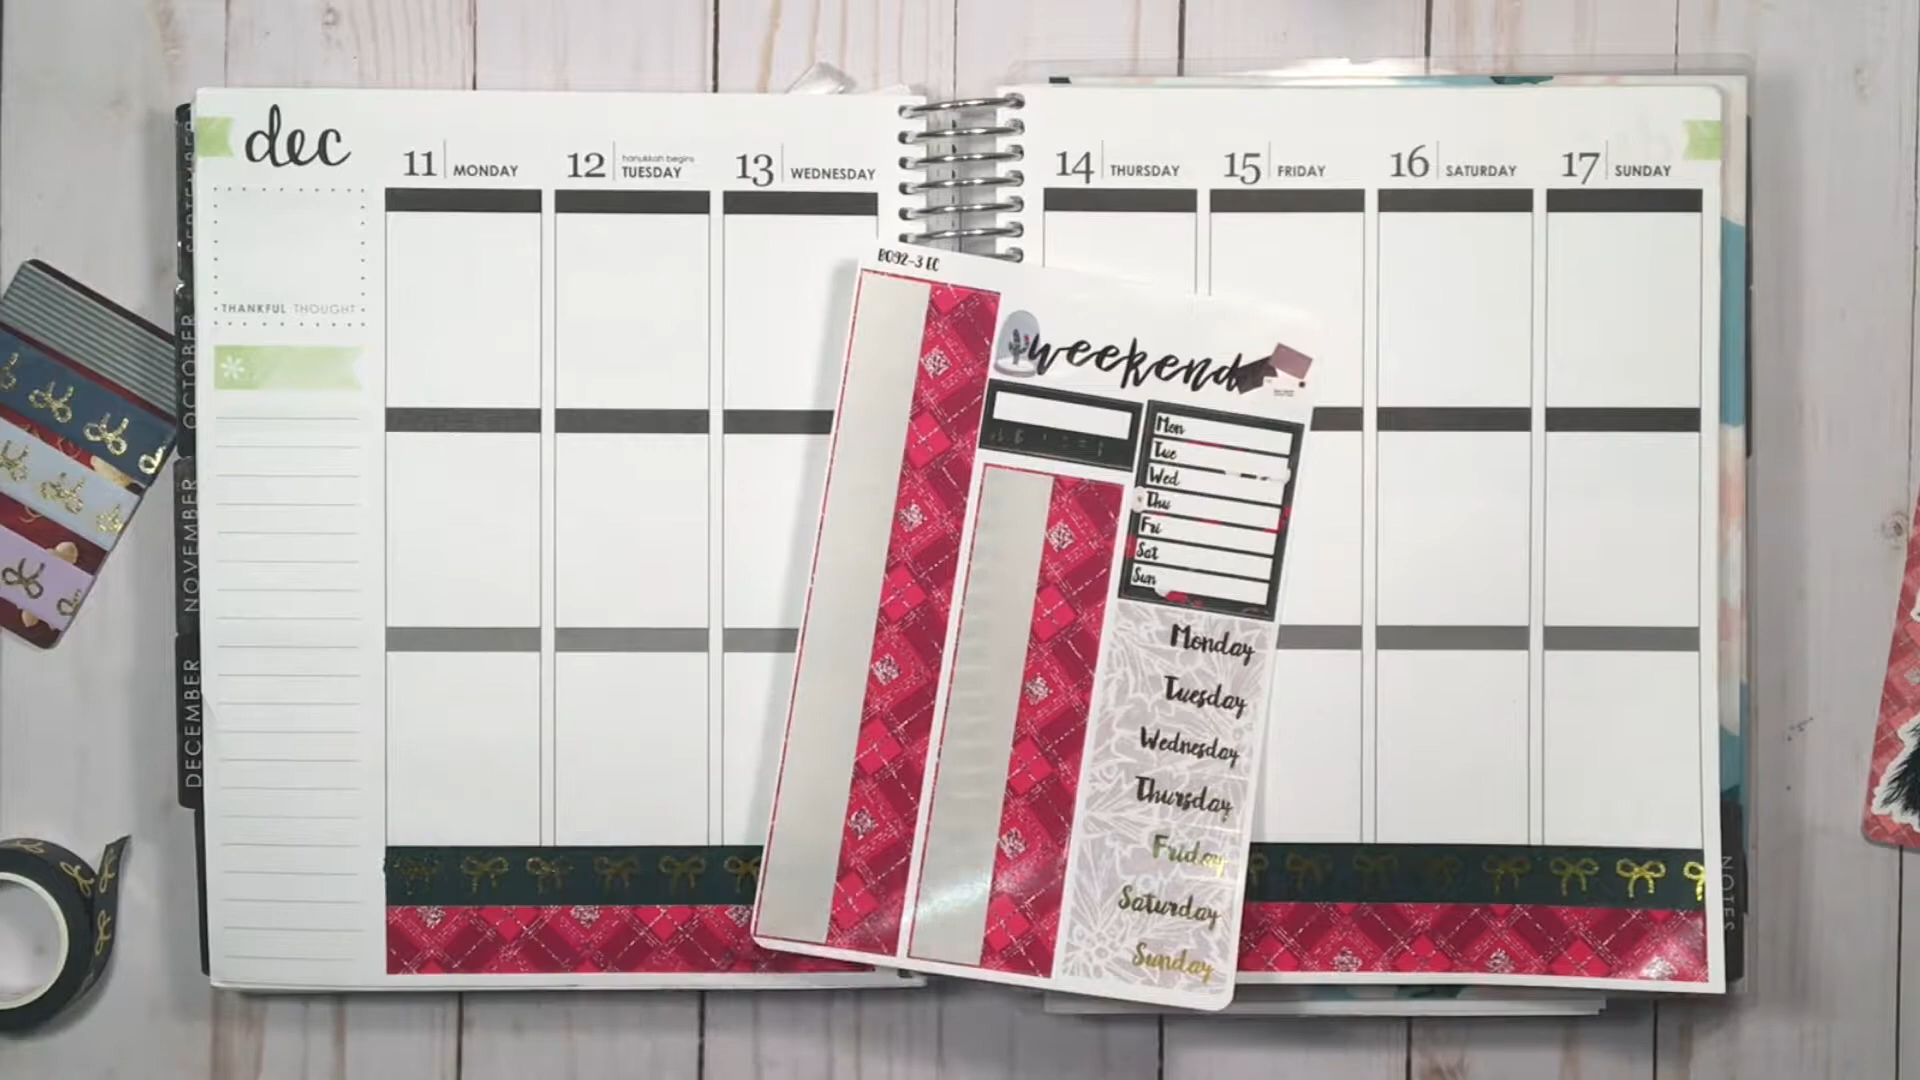 dec
11 MONDAY
12 hanukkah begins TUESDAY
13 WEDNESDAY
14 THURSDAY
15 FRIDAY
16 SATURDAY
17 SUNDAY
THANKFUL THOUGHT
SEPTEMBER
OCTOBER
NOVEMBER
DECEMBER
B092-3 EC
weekend
Mon
Tue
Wed
Thu
Fri
Sat
Sun
Monday
Tuesday
Wednesday
Thursday
Friday
Saturday
Sunday
NOTES